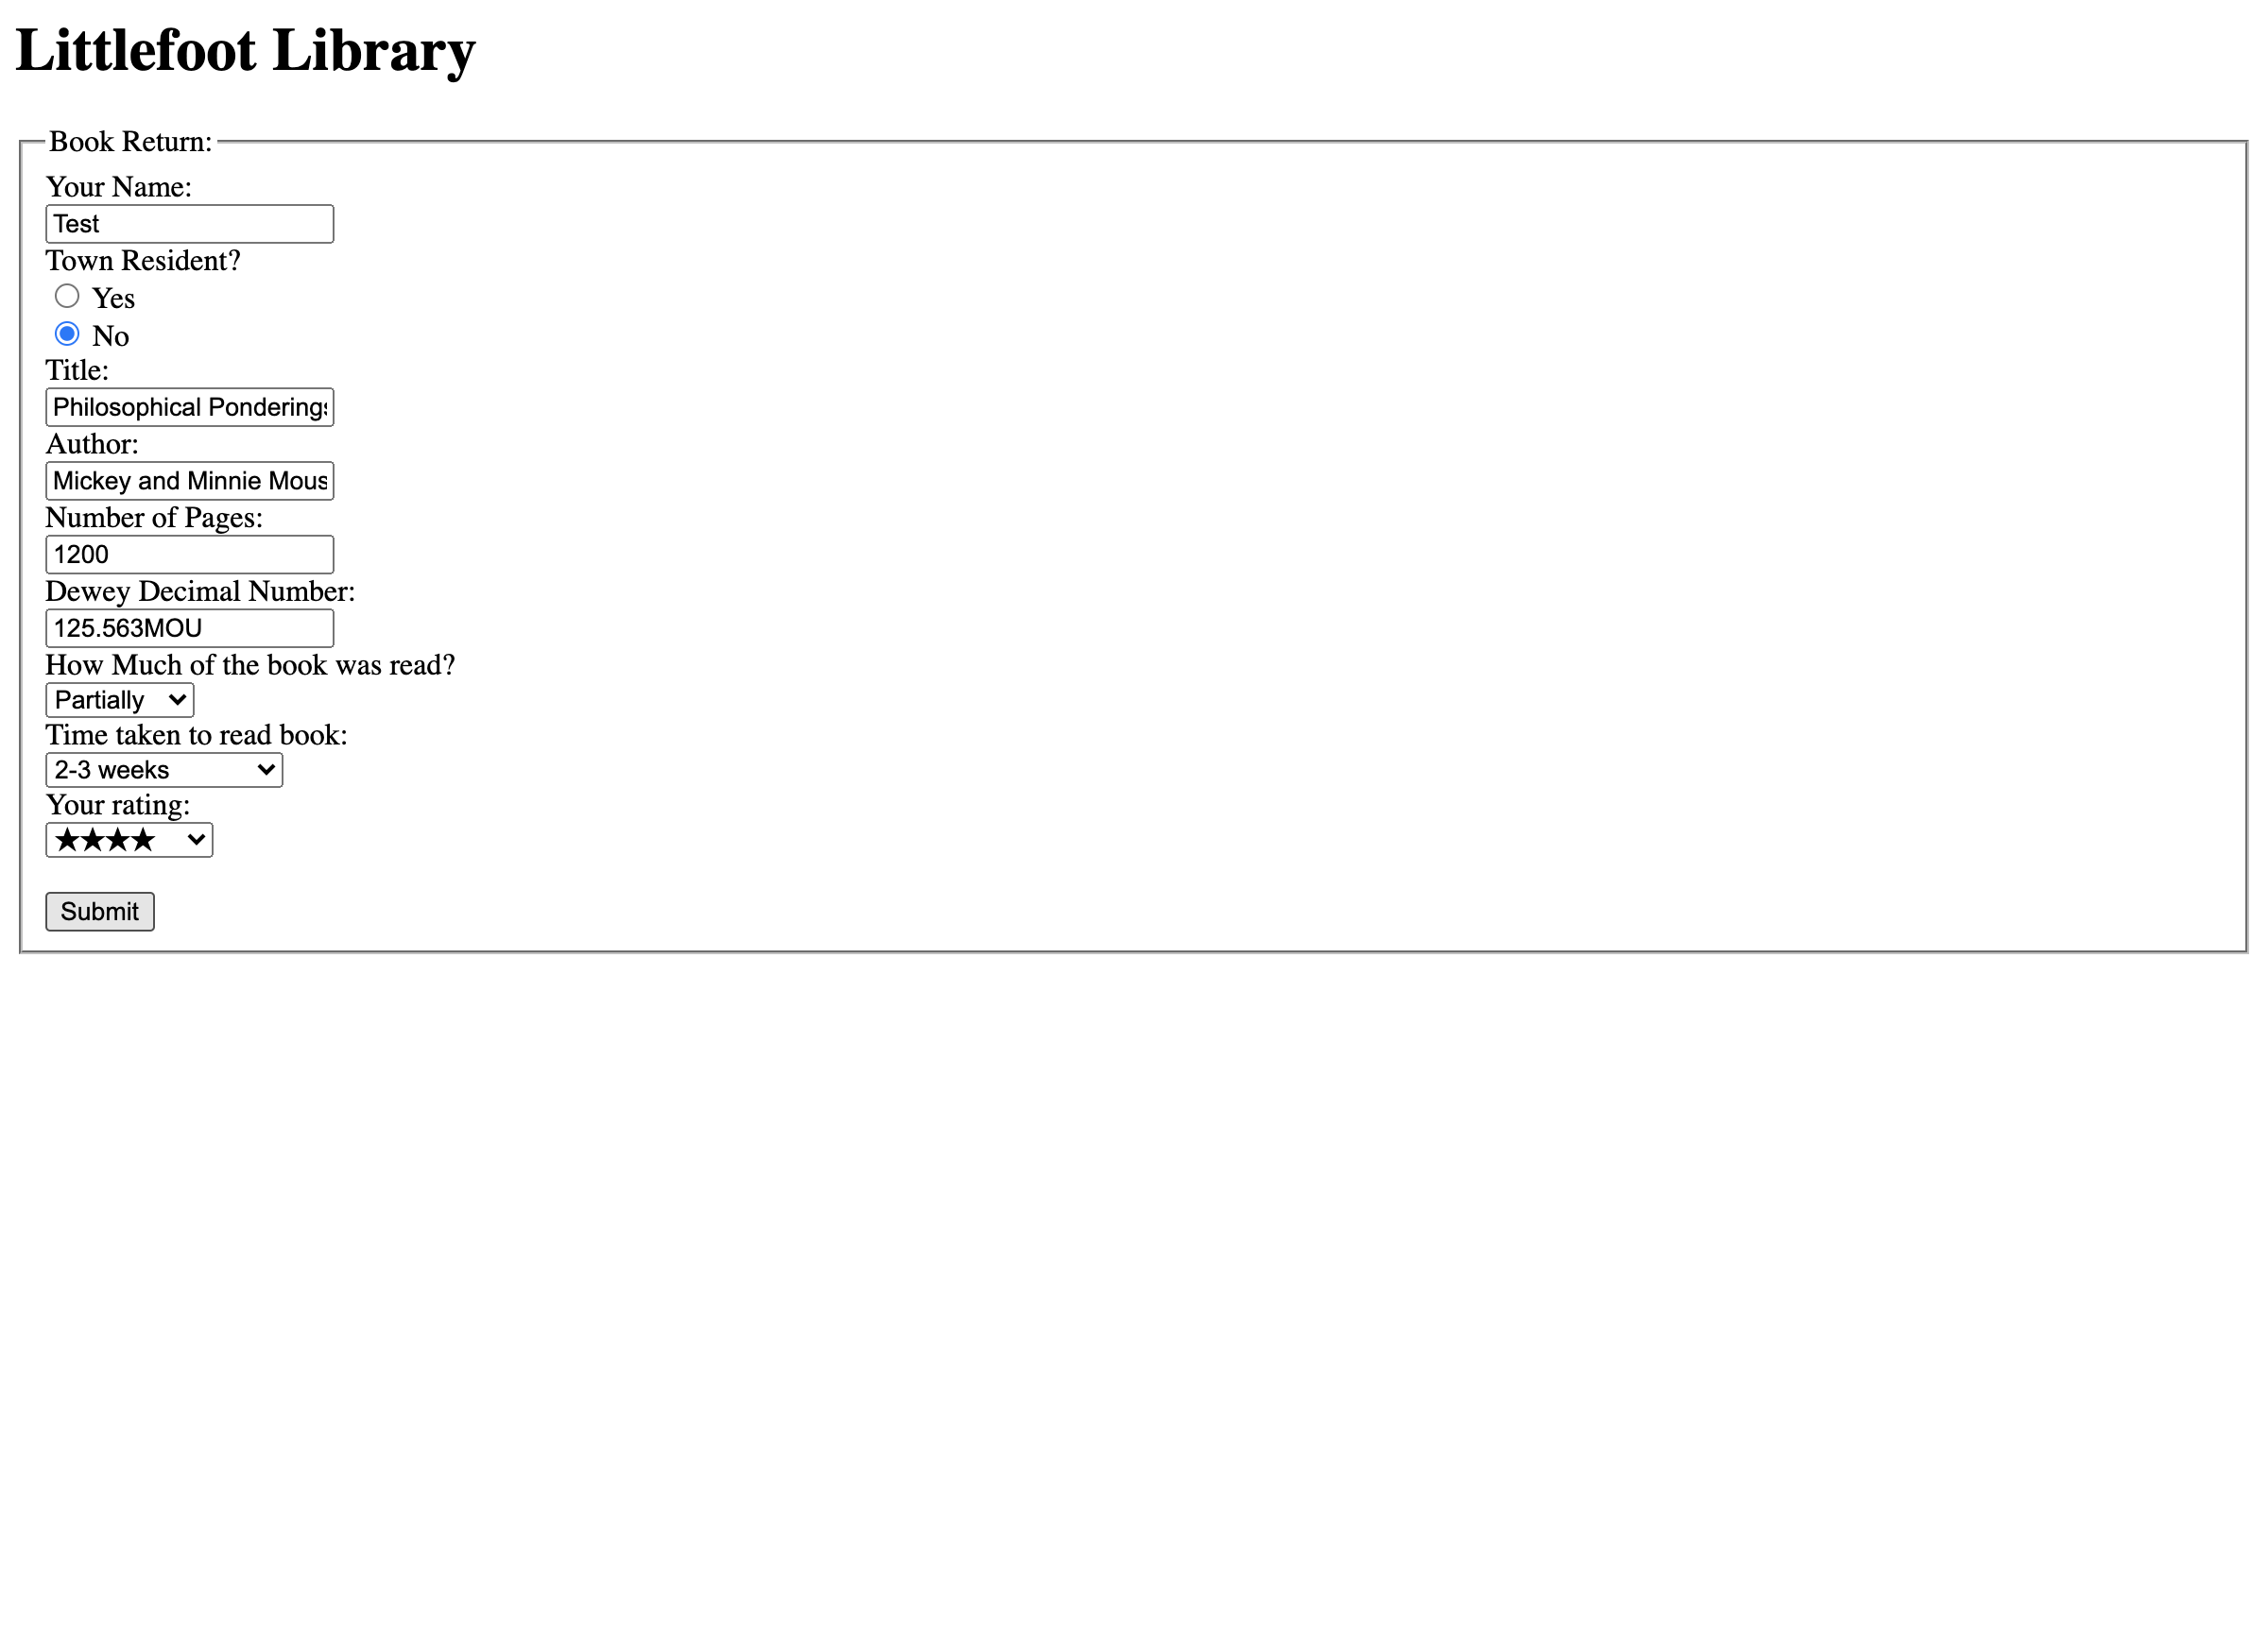 Littlefoot Library
Book Return:
Your Name:
Test
Town Resident?
Yes
No
Title:
Philosophical Ponderings
Author:
Mickey and Minnie Mous
Number of Pages:
1200
Dewey Decimal Number:
125.563MOU
How Much of the book was read?
Partially
Time taken to read book:
2-3 weeks
Your rating:
★★★★
Submit